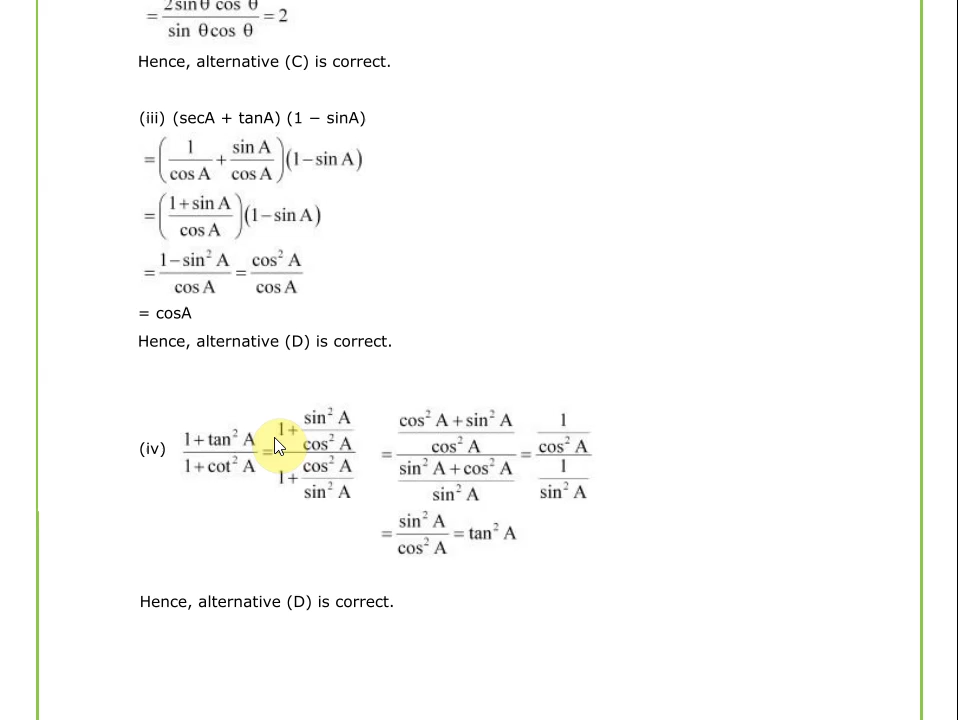 = 2sinθ cos θ / sin θcos θ = 2
Hence, alternative (C) is correct.
(iii) (secA + tanA) (1 − sinA)
= (1/cos A + sin A/cos A)(1−sin A)
= (1+sin A/cos A)(1−sin A)
= 1−sin² A/cos A = cos² A/cos A
= cosA
Hence, alternative (D) is correct.
(iv) 1+tan² A/1+cot² A = 1+ sin² A/cos² A / 1+ cos² A/sin² A = cos² A+sin² A/cos² A / sin² A+cos² A/sin² A = 1/cos² A / 1/sin² A
= sin² A/cos² A = tan² A
Hence, alternative (D) is correct.